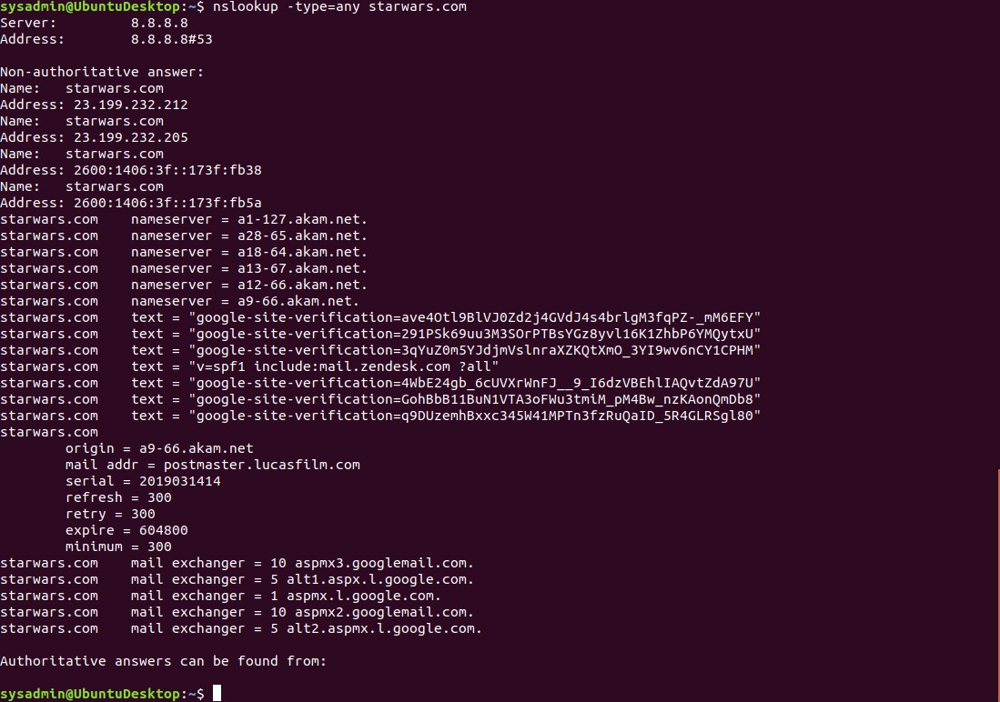 sysadmin@UbuntuDesktop:~$ nslookup -type=any starwars.com
Server:         8.8.8.8
Address:        8.8.8.8#53

Non-authoritative answer:
Name:   starwars.com
Address: 23.199.232.212
Name:   starwars.com
Address: 23.199.232.205
Name:   starwars.com
Address: 2600:1406:3f::173f:fb38
Name:   starwars.com
Address: 2600:1406:3f::173f:fb5a
starwars.com    nameserver = a1-127.akam.net.
starwars.com    nameserver = a28-65.akam.net.
starwars.com    nameserver = a18-64.akam.net.
starwars.com    nameserver = a13-67.akam.net.
starwars.com    nameserver = a12-66.akam.net.
starwars.com    nameserver = a9-66.akam.net.
starwars.com    text = "google-site-verification=ave4Otl9BlVJ0Zd2j4GVdJ4s4brlgM3fqPZ-_mM6EFY"
starwars.com    text = "google-site-verification=291PSk69uu3M3SOrPTBsYGz8yvl16K1ZhbP6YMQytxU"
starwars.com    text = "google-site-verification=3qYuZ0m5YJdjmVslnraXZKQtXmO_3YI9wv6nCY1CPHM"
starwars.com    text = "v=spf1 include:mail.zendesk.com ?all"
starwars.com    text = "google-site-verification=4WbE24gb_6cUVXrWnFJ__9_I6dzVBEhlIAQvtZdA97U"
starwars.com    text = "google-site-verification=GohBbB11BuN1VTA3oFWu3tmiM_pM4Bw_nzKAonQmDb8"
starwars.com    text = "google-site-verification=q9DUzemhBxxc345W41MPTn3fzRuQaID_5R4GLRSgl80"
starwars.com
        origin = a9-66.akam.net
        mail addr = postmaster.lucasfilm.com
        serial = 2019031414
        refresh = 300
        retry = 300
        expire = 604800
        minimum = 300
starwars.com    mail exchanger = 10 aspmx3.googlemail.com.
starwars.com    mail exchanger = 5 alt1.aspx.l.google.com.
starwars.com    mail exchanger = 1 aspmx.l.google.com.
starwars.com    mail exchanger = 10 aspmx2.googlemail.com.
starwars.com    mail exchanger = 5 alt2.aspmx.l.google.com.

Authoritative answers can be found from:

sysadmin@UbuntuDesktop:~$